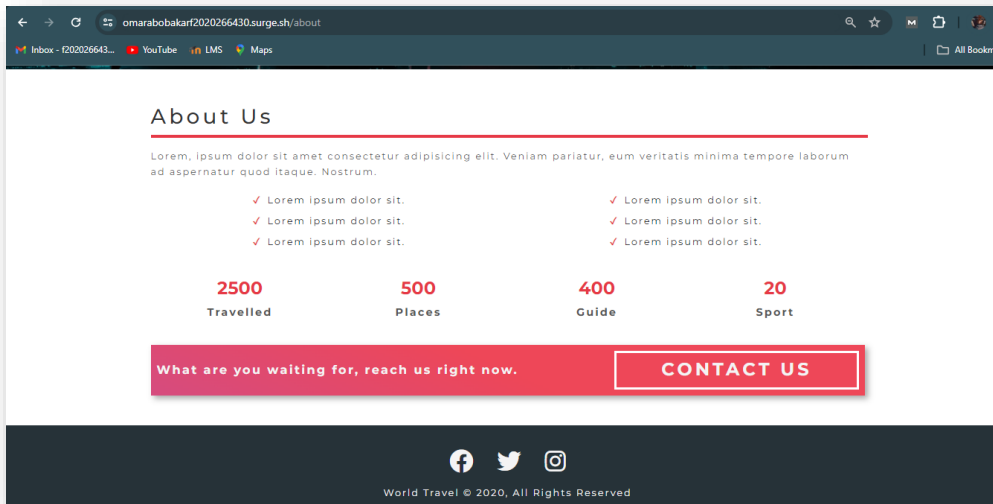 omarabobakarf2020266430.surge.sh/about
Inbox - f202026643... YouTube LMS Maps All Bookm
About Us
Lorem, ipsum dolor sit amet consectetur adipisicing elit. Veniam pariatur, eum veritatis minima tempore laborum
ad aspernatur quod itaque. Nostrum.
✓ Lorem ipsum dolor sit. ✓ Lorem ipsum dolor sit.
✓ Lorem ipsum dolor sit. ✓ Lorem ipsum dolor sit.
✓ Lorem ipsum dolor sit. ✓ Lorem ipsum dolor sit.
2500 500 400 20
Travelled Places Guide Sport
What are you waiting for, reach us right now. CONTACT US
World Travel © 2020, All Rights Reserved